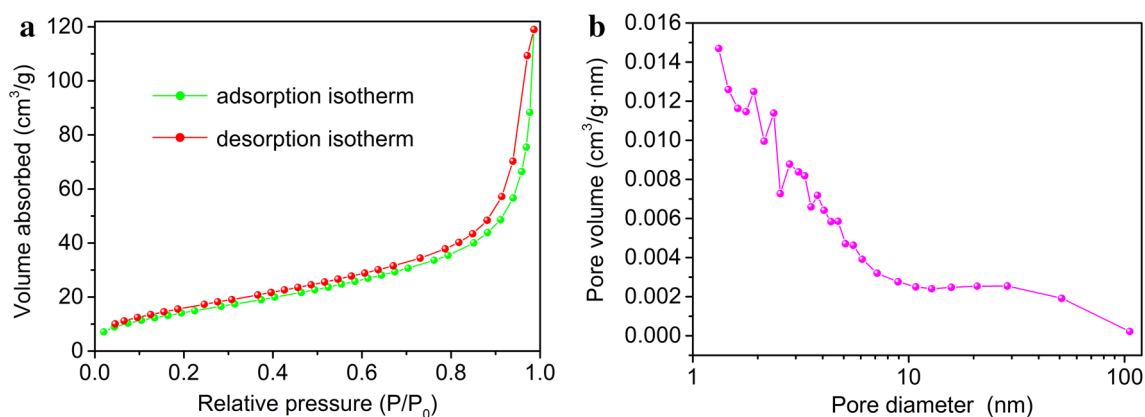 a
Volume absorbed (cm³/g)
120
100
80
60
40
20
0
adsorption isotherm
desorption isotherm
0.0 0.2 0.4 0.6 0.8 1.0
Relative pressure (P/P₀)
b
Pore volume (cm³/g·nm)
0.016
0.014
0.012
0.010
0.008
0.006
0.004
0.002
0.000
1 10 100
Pore diameter (nm)